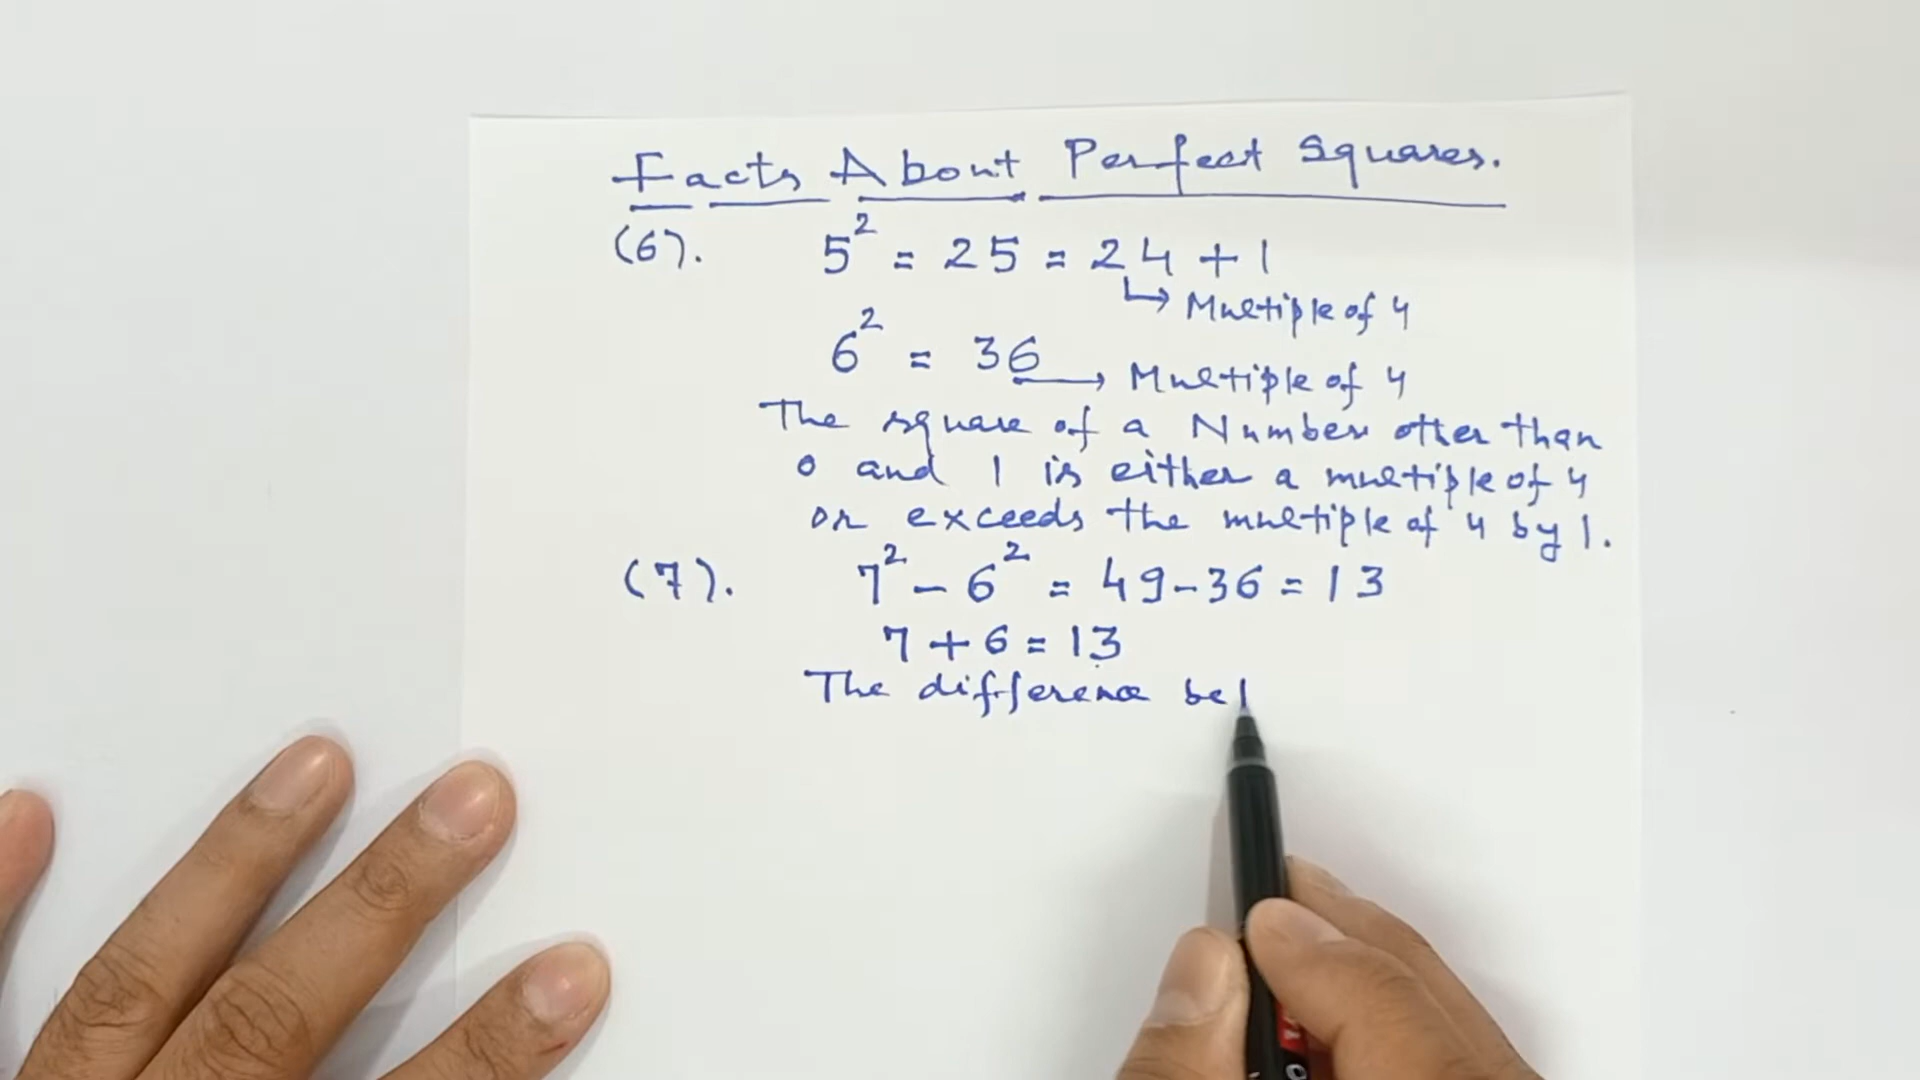 Facts About Perfect Squares.
(6). 5² = 25 = 24 + 1
↳ Multiple of 4
6² = 36 → Multiple of 4
The square of a Number other than
0 and 1 is either a multiple of 4
or exceeds the multiple of 4 by 1.
(7). 7² - 6² = 49 - 36 = 13
7 + 6 = 13
The difference bet